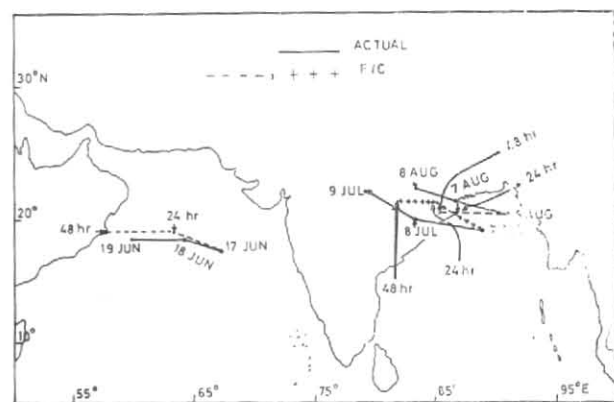 ACTUAL
F/C
30°N
48 hr
8 AUG
7 AUG
24 hr
9 JUL
20°
48 hr
24 hr
AUG
19 JUN
18 JUN
17 JUN
8 JUL
24 hr
48 hr
10°
55°
65°
75°
85°
95°E